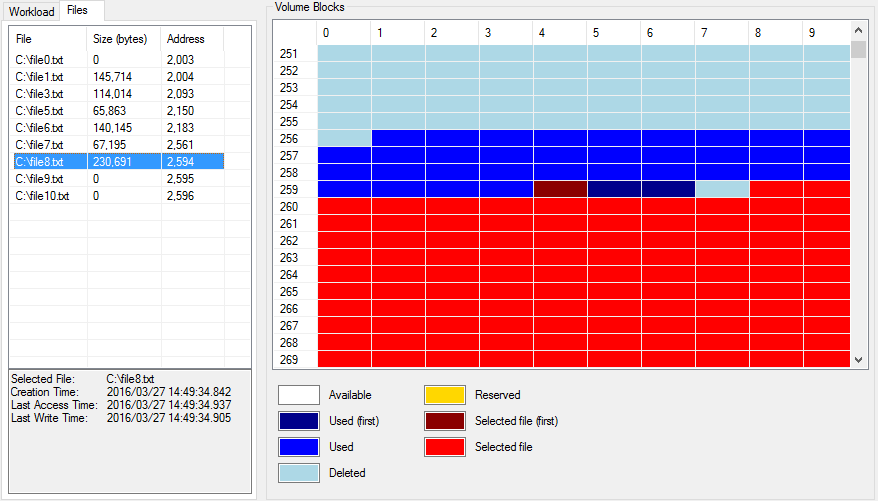 Workload Files
File Size (bytes) Address
C:\file0.txt 0 2,003
C:\file1.txt 145,714 2,004
C:\file3.txt 114,014 2,093
C:\file5.txt 65,863 2,150
C:\file6.txt 140,145 2,183
C:\file7.txt 67,195 2,561
C:\file8.txt 230,691 2,594
C:\file9.txt 0 2,595
C:\file10.txt 0 2,596
Selected File: C:\file8.txt
Creation Time: 2016/03/27 14:49:34.842
Last Access Time: 2016/03/27 14:49:34.937
Last Write Time: 2016/03/27 14:49:34.905
Volume Blocks
0 1 2 3 4 5 6 7 8 9
251
252
253
254
255
256
257
258
259
260
261
262
263
264
265
266
267
268
269
Available Reserved
Used (first) Selected file (first)
Used Selected file
Deleted